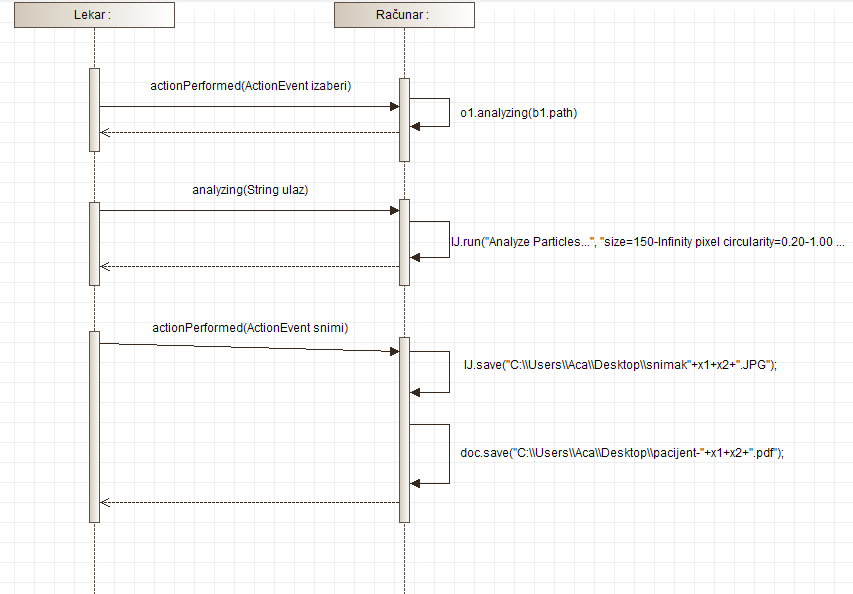 Lekar :
Računar :
actionPerformed(ActionEvent izaberi)
o1.analyzing(b1.path)
analyzing(String ulaz)
IJ.run("Analyze Particles...", "size=150-Infinity pixel circularity=0.20-1.00 ...
actionPerformed(ActionEvent snimi)
IJ.save("C:\\Users\\Aca\\Desktop\\snimak"+x1+x2+".JPG");
doc.save("C:\\Users\\Aca\\Desktop\\pacijent-"+x1+x2+".pdf");